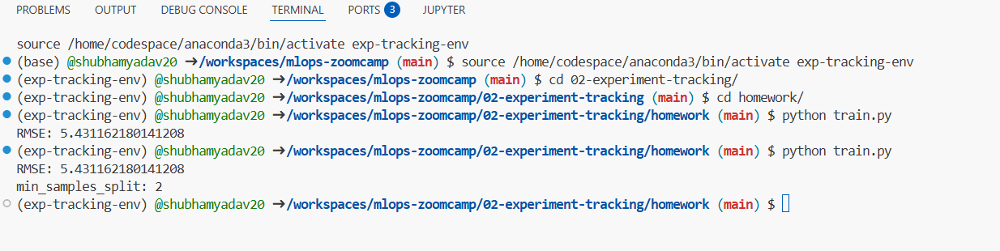 PROBLEMS OUTPUT DEBUG CONSOLE TERMINAL PORTS 3 JUPYTER
source /home/codespace/anaconda3/bin/activate exp-tracking-env
(base) @shubhamyadav20 ➜/workspaces/mlops-zoomcamp (main) $ source /home/codespace/anaconda3/bin/activate exp-tracking-env
(exp-tracking-env) @shubhamyadav20 ➜/workspaces/mlops-zoomcamp (main) $ cd 02-experiment-tracking/
(exp-tracking-env) @shubhamyadav20 ➜/workspaces/mlops-zoomcamp/02-experiment-tracking (main) $ cd homework/
(exp-tracking-env) @shubhamyadav20 ➜/workspaces/mlops-zoomcamp/02-experiment-tracking/homework (main) $ python train.py
RMSE: 5.431162180141208
(exp-tracking-env) @shubhamyadav20 ➜/workspaces/mlops-zoomcamp/02-experiment-tracking/homework (main) $ python train.py
RMSE: 5.431162180141208
min_samples_split: 2
(exp-tracking-env) @shubhamyadav20 ➜/workspaces/mlops-zoomcamp/02-experiment-tracking/homework (main) $